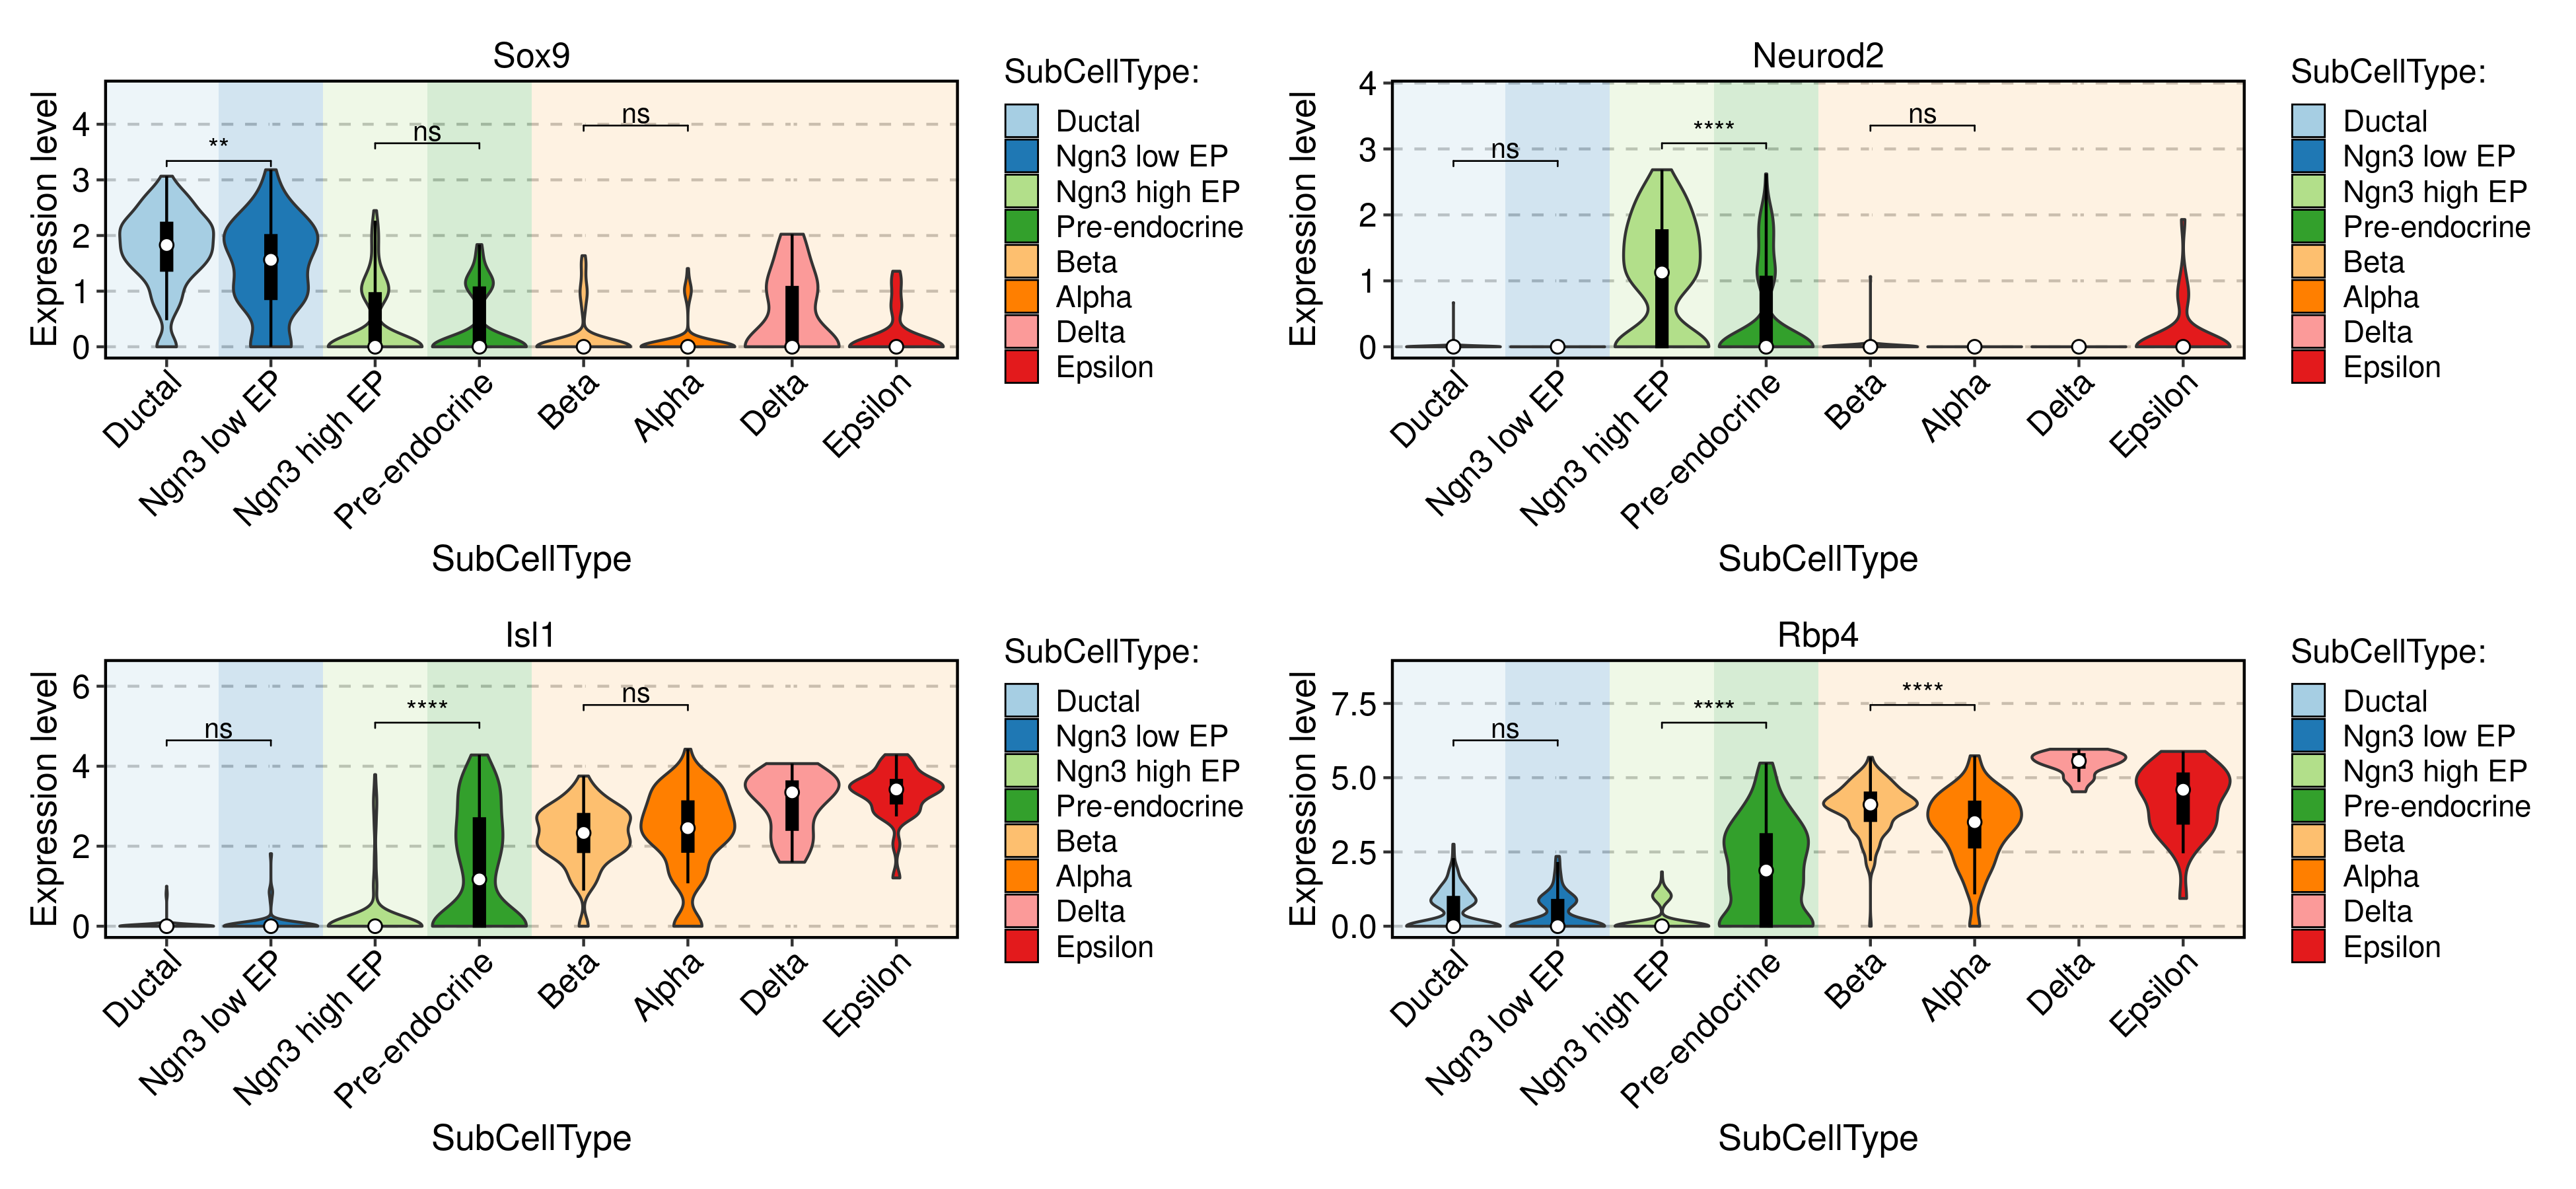 Sox9
Expression level
4
3
2
1
0
**
ns
ns
Ductal
Ngn3 low EP
Ngn3 high EP
Pre-endocrine
Beta
Alpha
Delta
Epsilon
SubCellType
SubCellType:
Ductal
Ngn3 low EP
Ngn3 high EP
Pre-endocrine
Beta
Alpha
Delta
Epsilon
Neurod2
Expression level
4
3
2
1
0
ns
****
ns
Ductal
Ngn3 low EP
Ngn3 high EP
Pre-endocrine
Beta
Alpha
Delta
Epsilon
SubCellType
SubCellType:
Ductal
Ngn3 low EP
Ngn3 high EP
Pre-endocrine
Beta
Alpha
Delta
Epsilon
Isl1
Expression level
6
4
2
0
ns
****
ns
Ductal
Ngn3 low EP
Ngn3 high EP
Pre-endocrine
Beta
Alpha
Delta
Epsilon
SubCellType
SubCellType:
Ductal
Ngn3 low EP
Ngn3 high EP
Pre-endocrine
Beta
Alpha
Delta
Epsilon
Rbp4
Expression level
7.5
5.0
2.5
0.0
ns
****
****
Ductal
Ngn3 low EP
Ngn3 high EP
Pre-endocrine
Beta
Alpha
Delta
Epsilon
SubCellType
SubCellType:
Ductal
Ngn3 low EP
Ngn3 high EP
Pre-endocrine
Beta
Alpha
Delta
Epsilon